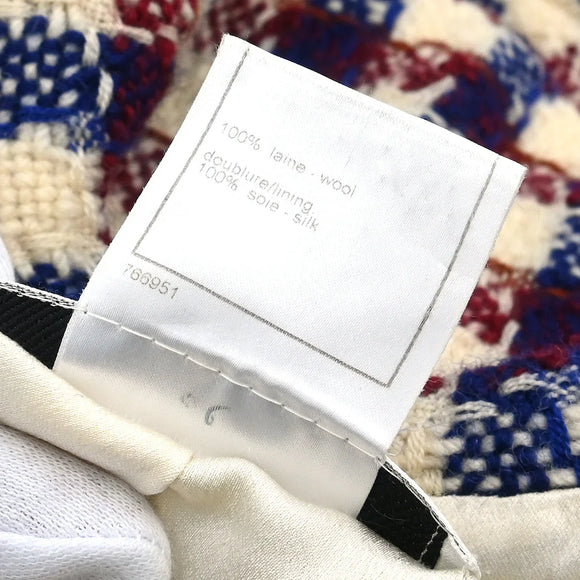 100% laine - wool
doublure/lining
100% soie - silk
766951